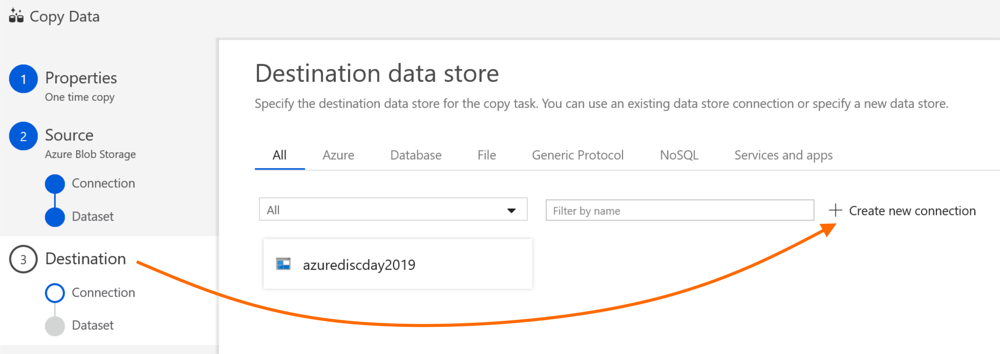 Copy Data
1 Properties
One time copy
2 Source
Azure Blob Storage
Connection
Dataset
3 Destination
Connection
Dataset
Destination data store
Specify the destination data store for the copy task. You can use an existing data store connection or specify a new data store.
All Azure Database File Generic Protocol NoSQL Services and apps
All Filter by name + Create new connection
azurediscday2019